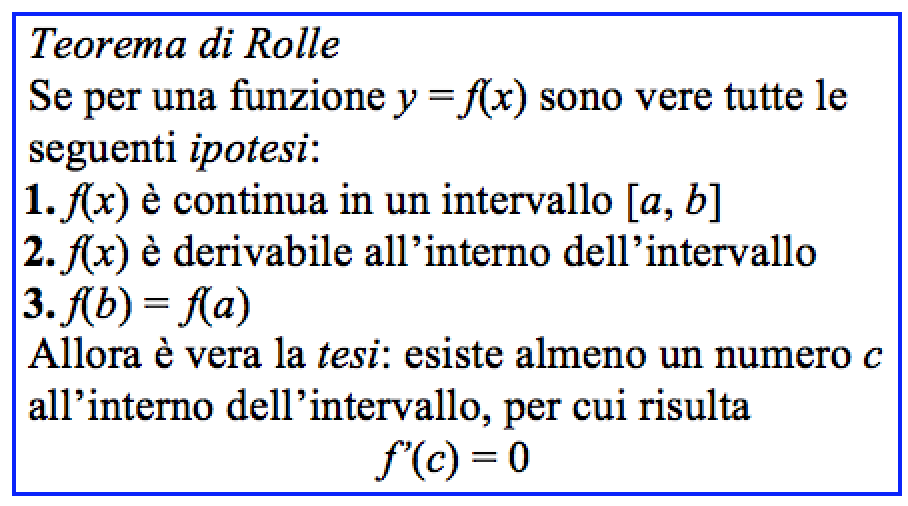 Teorema di Rolle
Se per una funzione y = f(x) sono vere tutte le
seguenti ipotesi:
1. f(x) è continua in un intervallo [a, b]
2. f(x) è derivabile all’interno dell’intervallo
3. f(b) = f(a)
Allora è vera la tesi: esiste almeno un numero c
all’interno dell’intervallo, per cui risulta
f’(c) = 0